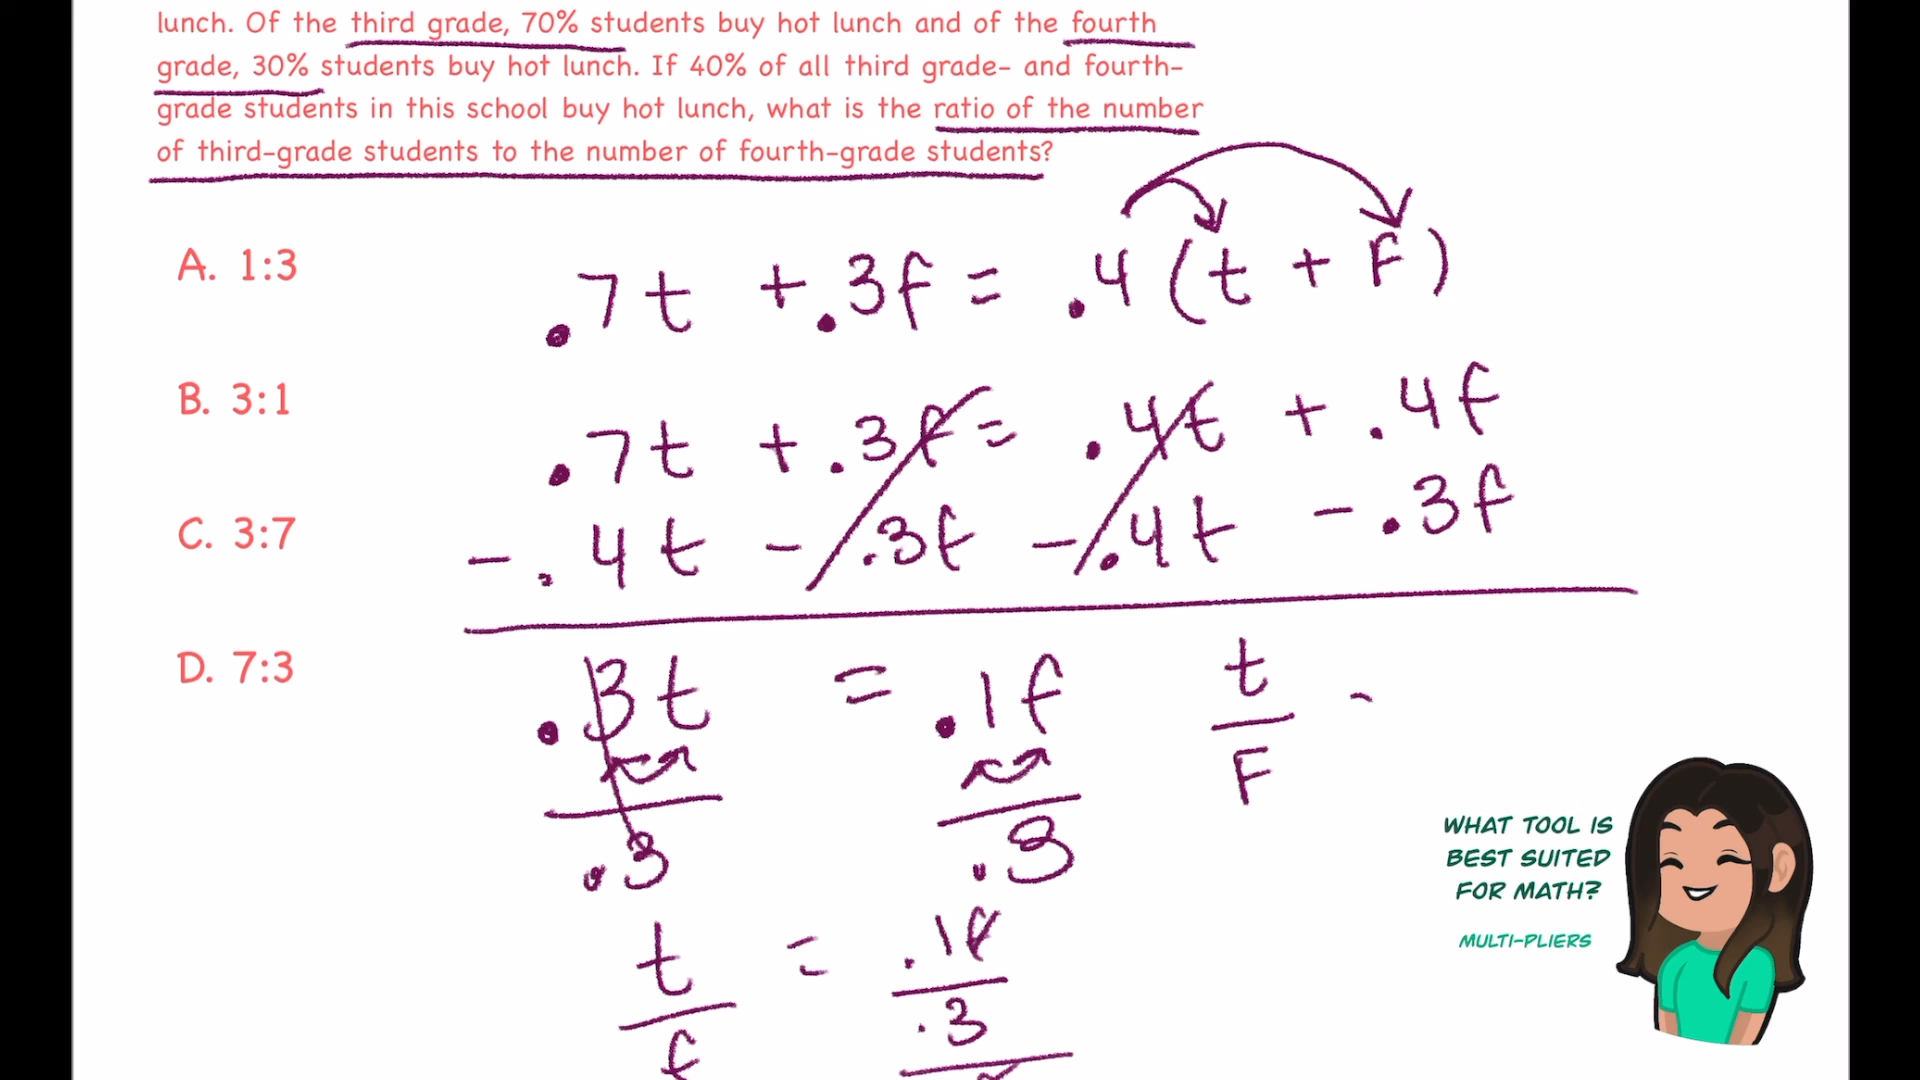 lunch. Of the third grade, 70% students buy hot lunch and of the fourth
grade, 30% students buy hot lunch. If 40% of all third grade- and fourth-
grade students in this school buy hot lunch, what is the ratio of the number
of third-grade students to the number of fourth-grade students?
A. 1:3
.7t + .3f = .4(t + F)
B. 3:1
.7t + .3f = .4t + .4f
C. 3:7
- .4t - .3f - .4t - .3f
D. 7:3
.3t = .1f
.3 .3
t
F
t = .1f
f .3
WHAT TOOL IS
BEST SUITED
FOR MATH?
MULTI-PLIERS